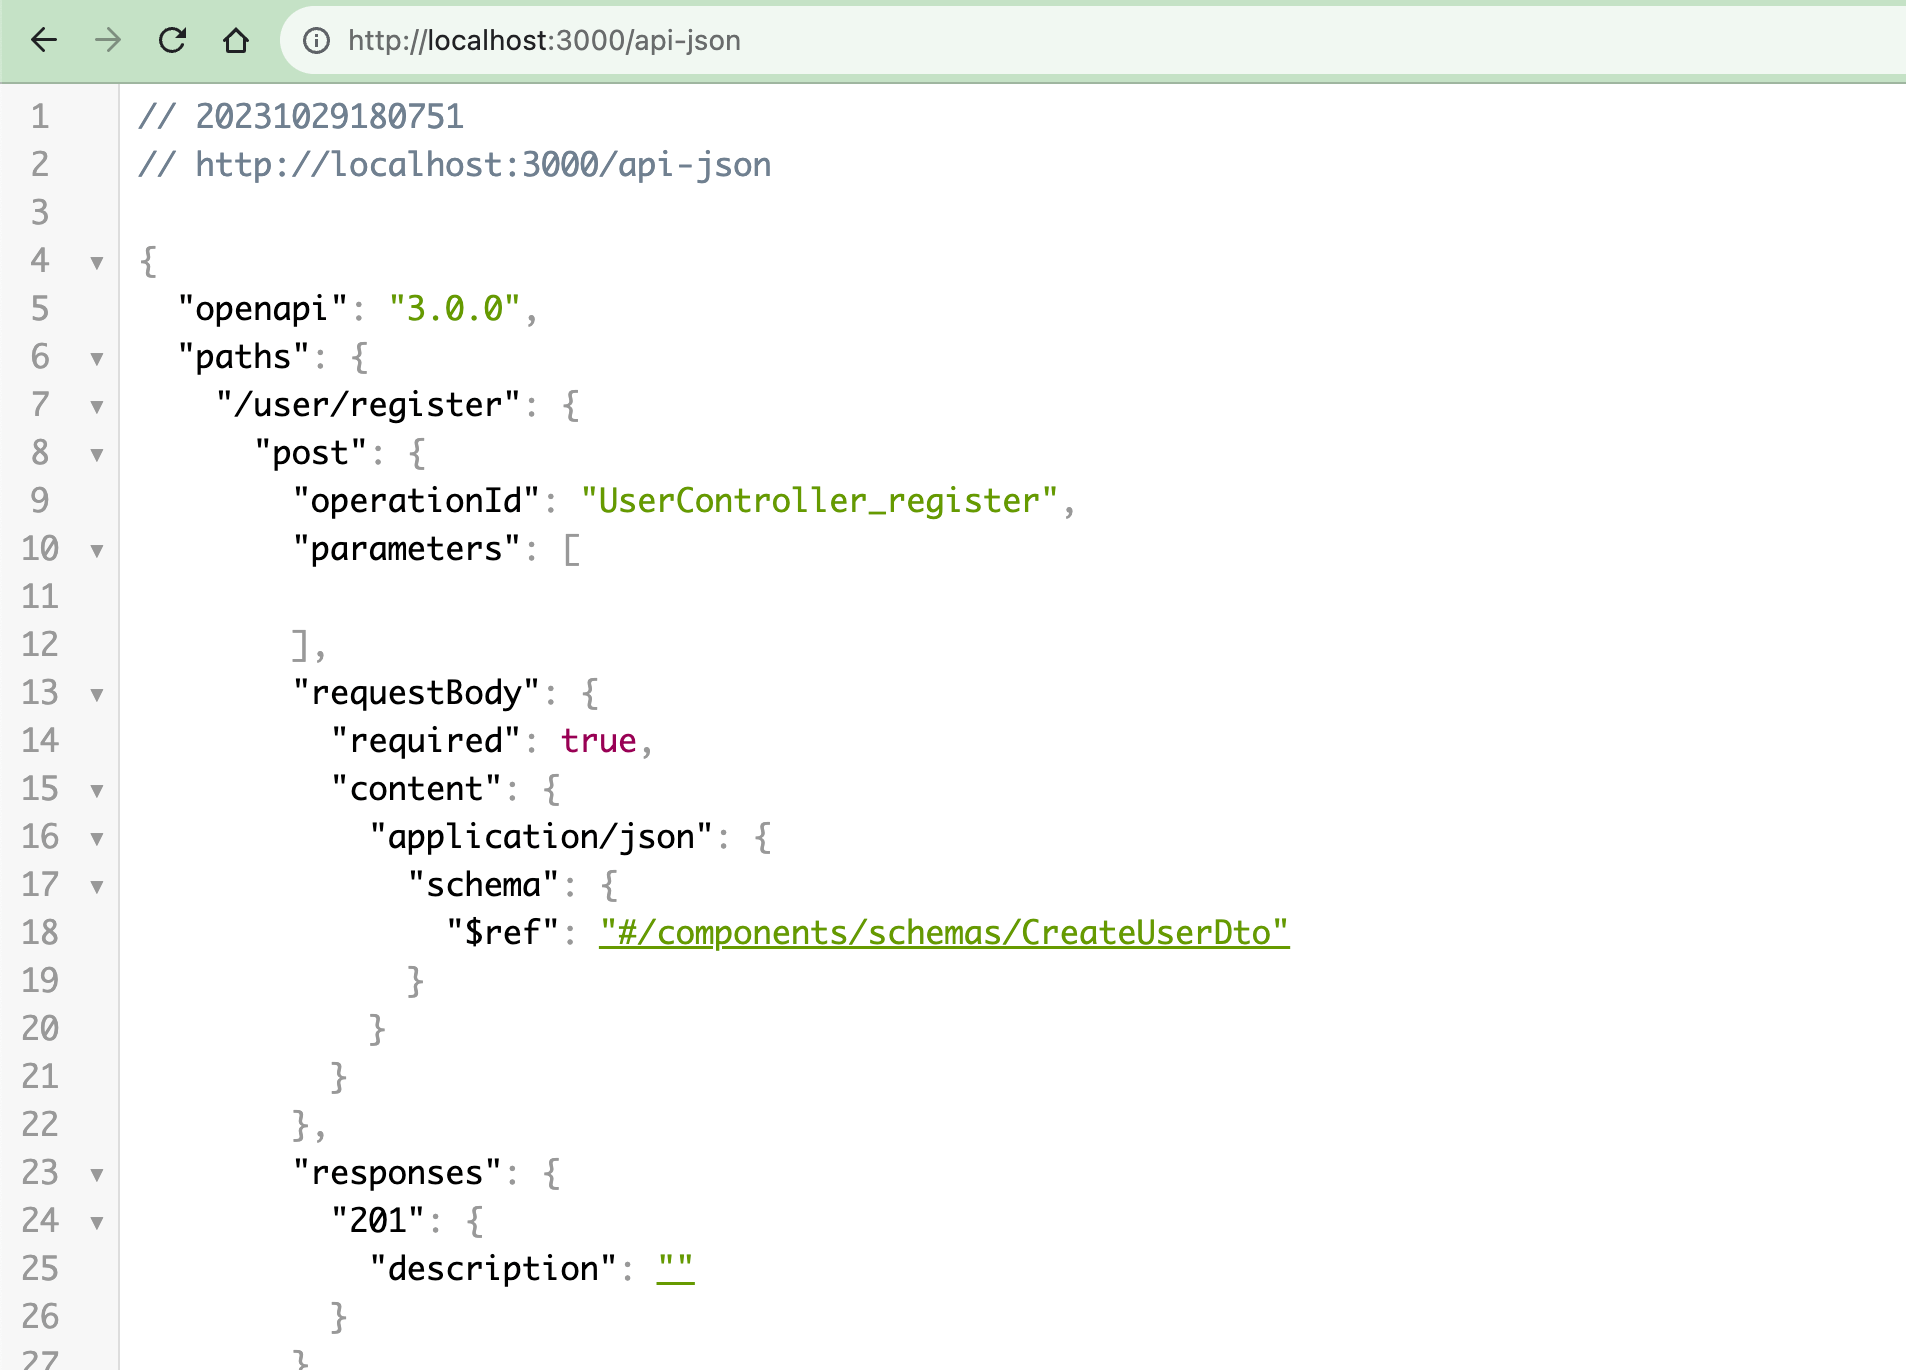 http://localhost:3000/api-json
1 // 20231029180751
2 // http://localhost:3000/api-json
3
4 {
5   "openapi": "3.0.0",
6   "paths": {
7     "/user/register": {
8       "post": {
9         "operationId": "UserController_register",
10         "parameters": [
11
12         ],
13         "requestBody": {
14           "required": true,
15           "content": {
16             "application/json": {
17               "schema": {
18                 "$ref": "#/components/schemas/CreateUserDto"
19               }
20             }
21           }
22         },
23         "responses": {
24           "201": {
25             "description": ""
26           }
27         }